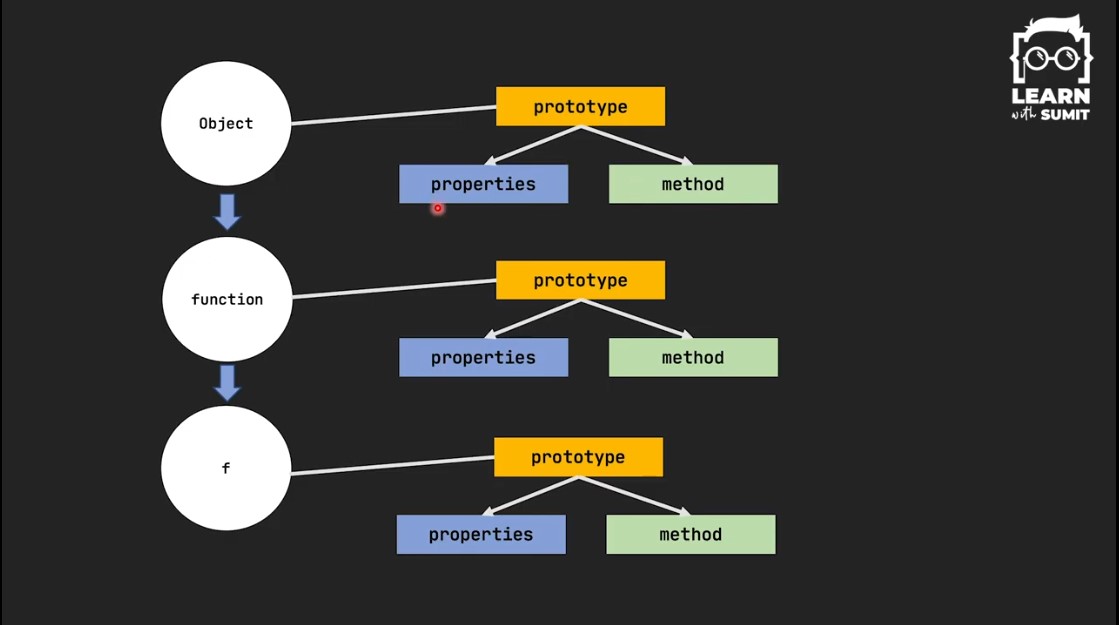 Object
prototype
properties
method
function
prototype
properties
method
f
prototype
properties
method
LEARN
with SUMIT